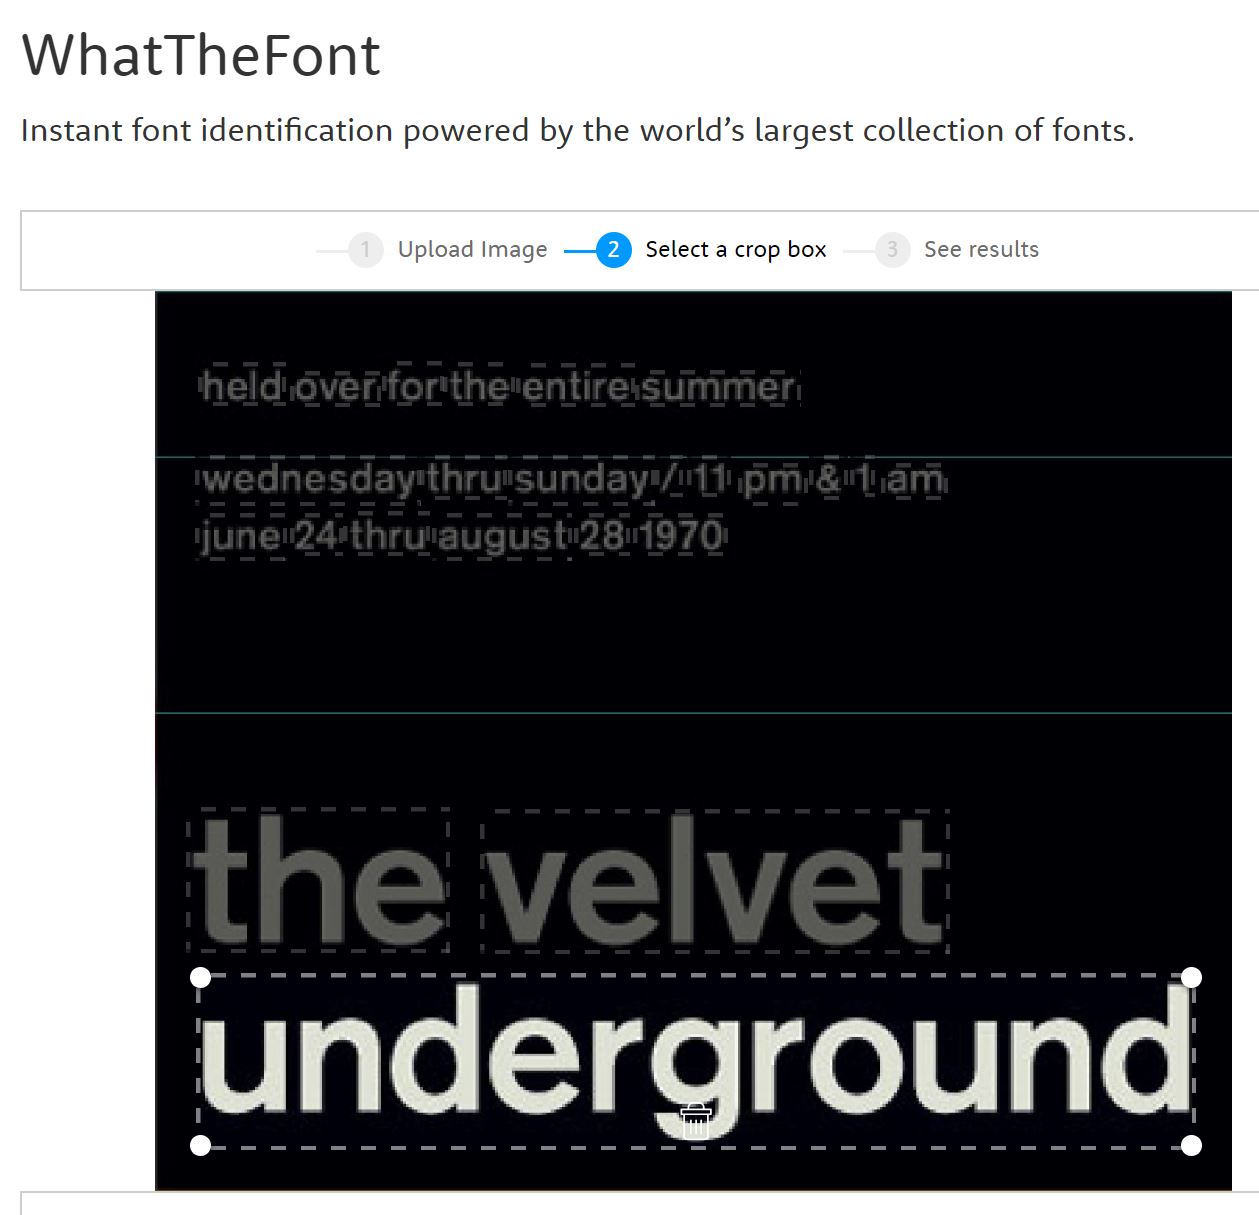 WhatTheFont
Instant font identification powered by the world’s largest collection of fonts.
1 Upload Image 2 Select a crop box 3 See results
held over for the entire summer
wednesday thru sunday / 11 pm & 1 am
june 24 thru august 28 1970
the velvet
underground